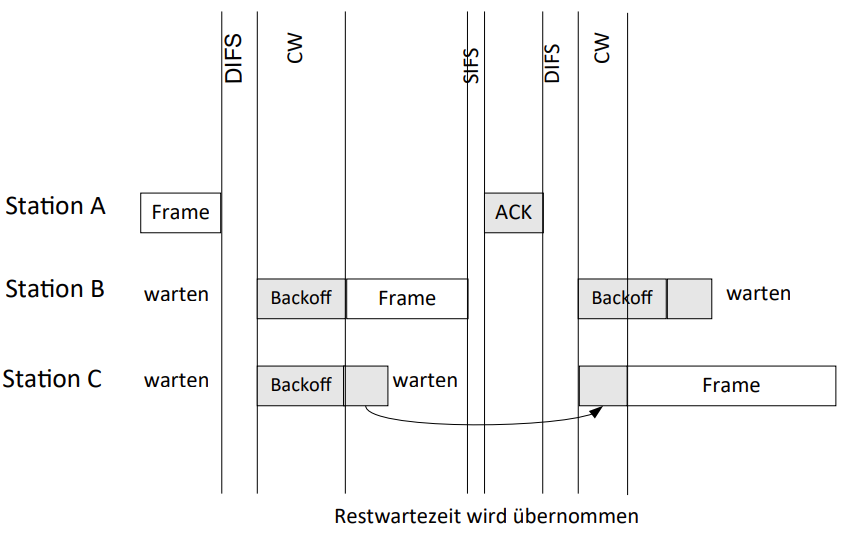 DIFS CW SIFS DIFS CW
Station A Frame ACK
Station B warten Backoff Frame Backoff warten
Station C warten Backoff warten Frame
Restwartezeit wird übernommen